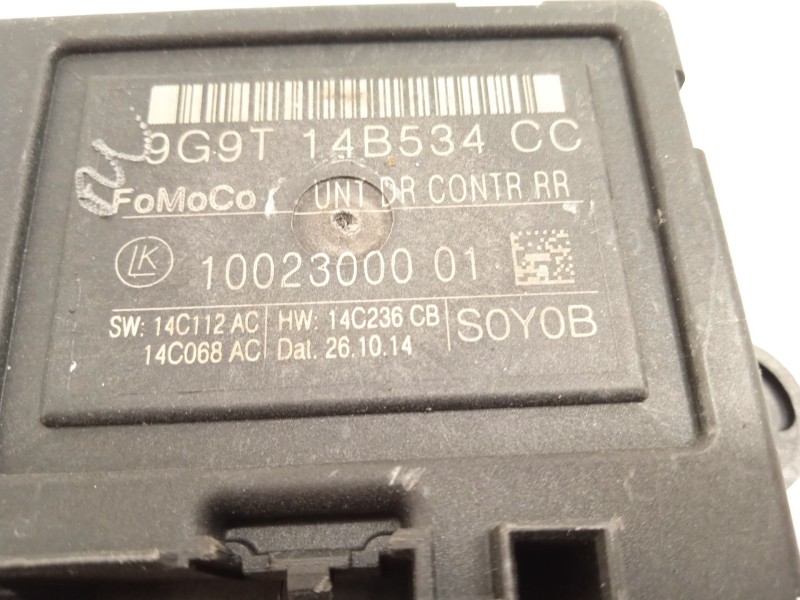 9G9T 14B534 CC
FoMoCo UNT DR CONTR RR
LK 10023000 01
SW: 14C112 AC HW: 14C236 CB S0Y0B
14C068 AC Dat. 26.10.14